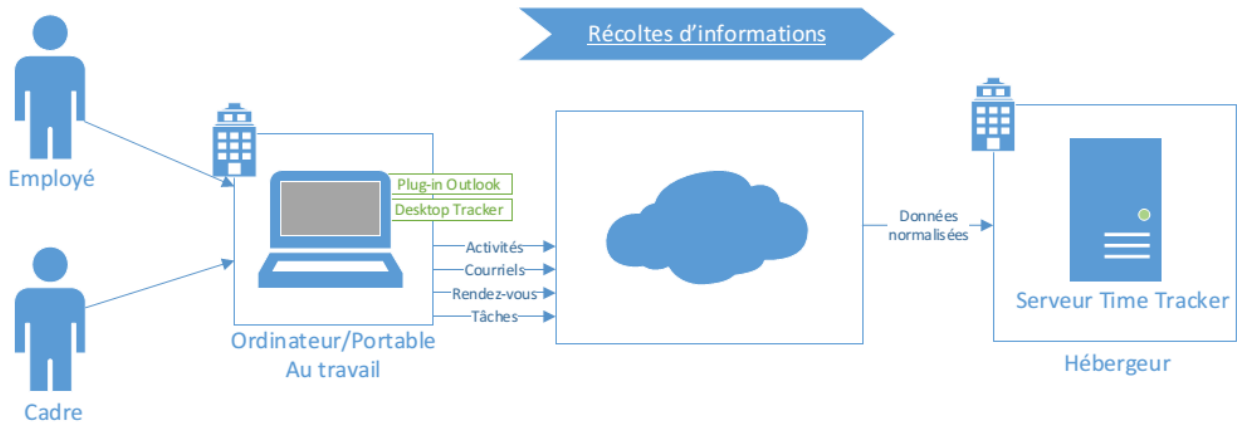 Récoltes d'informations
Employé
Plug-in Outlook
Desktop Tracker
Activités
Courriels
Rendez-vous
Tâches
Ordinateur/Portable
Au travail
Données
normalisées
Serveur Time Tracker
Hébergeur
Cadre